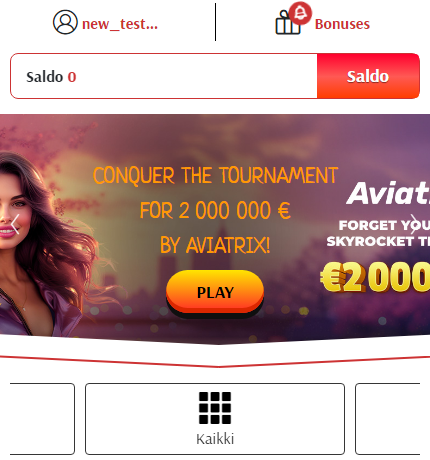 new_test...
Bonuses
Saldo 0
Saldo
CONQUER THE TOURNAMENT
FOR 2 000 000 €
BY AVIATRIX!
PLAY
Aviatr
FORGET YOU
SKYROCKET T
€2 000
Kaikki